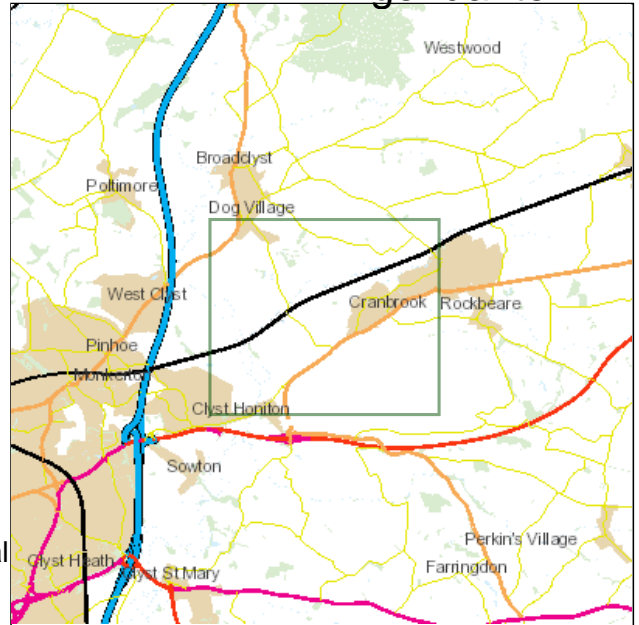 Westwood
Broadclyst
Poltimore
Dog Village
West Clyst
Cranbrook
Rockbeare
Pinhoe
Monkerton
Clyst Honiton
Sowton
Perkin's Village
Clyst Heath
Farringdon
Clyst St Mary